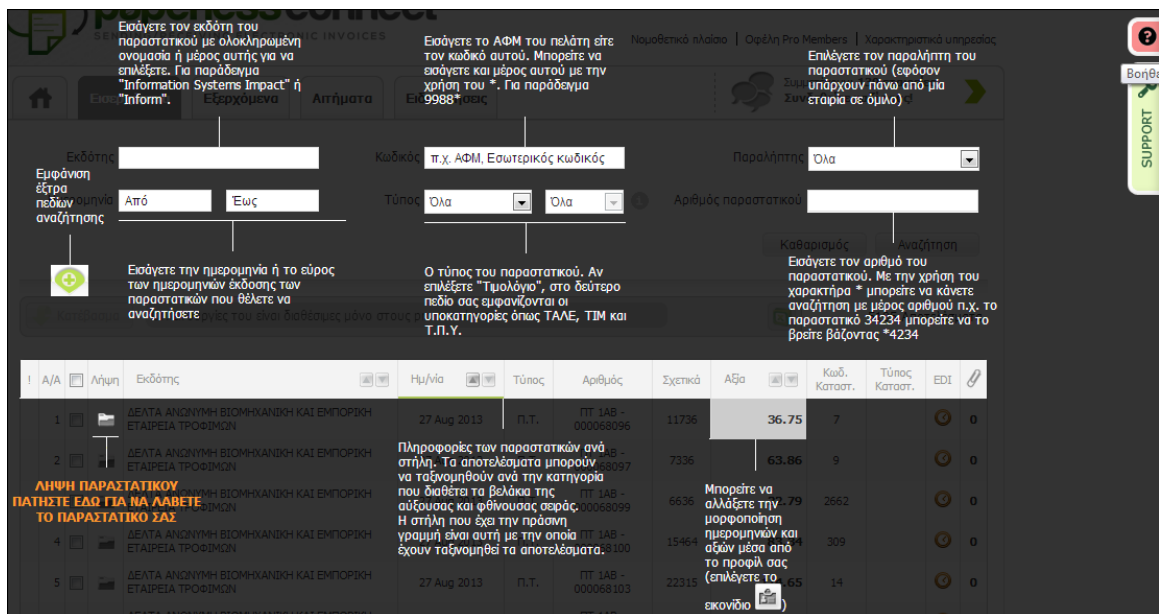 paperless connect
Εισάγετε τον εκδότη του
παραστατικού με ολοκληρωμένη
ονομασία ή μέρος αυτής για να
επιλέξετε. Για παράδειγμα
"Information Systems Impact" ή
"Inform".
Εισάγετε το ΑΦΜ του πελάτη είτε
τον κωδικό αυτού. Μπορείτε να
εισάγετε και μέρος αυτού με την
χρήση του *. Για παράδειγμα
9988*
Νομοθετικό πλαίσιο | Οφέλη Pro Members | Χαρακτηριστικά υπηρεσίας
Επιλέγετε τον παραλήπτη του
παραστατικού (εφόσον
υπάρχουν πάνω από μία
εταιρία σε όμιλο)
Εξερχόμενα Αιτήματα
SUPPORT
Εκδότης Κωδικός π.χ. ΑΦΜ, Εσωτερικός κωδικός Παραλήπτης Όλα
Εμφάνιση
έξτρα
πεδίων
αναζήτησης
Από Έως Τύπος Όλα Όλα Αριθμός παραστατικού
Καθαρισμός Αναζήτηση
Εισάγετε την ημερομηνία ή το εύρος
των ημερομηνιών έκδοσης των
παραστατικών που θέλετε να
αναζητήσετε
Ο τύπος του παραστατικού. Αν
επιλέξετε "Τιμολόγιο", στο δεύτερο
πεδίο σας εμφανίζονται οι
υποκατηγορίες όπως ΤΑΛΕ, ΤΙΜ και
Τ.Π.Υ.
Εισάγετε τον αριθμό του
παραστατικού. Με την χρήση του
χαρακτήρα * μπορείτε να κάνετε
αναζήτηση με μέρος αριθμού π.χ. το
παραστατικό 34234 μπορείτε να το
βρείτε βάζοντας *4234
! Α/Α Λήψη Εκδότης Ημ/νία Τύπος Αριθμός Σχετικά Αξία Κωδ. Καταστ. Τύπος Καταστ. EDI
1 ΔΕΛΤΑ ΑΝΩΝΥΜΗ ΒΙΟΜΗΧΑΝΙΚΗ ΚΑΙ ΕΜΠΟΡΙΚΗ ΕΤΑΙΡΕΙΑ ΤΡΟΦΙΜΩΝ 27 Aug 2013 Π.Τ. ΠΤ 1ΑΒ - 000068096 11736 36.75 7 0
2 ΔΕΛΤΑ ΑΝΩΝΥΜΗ ΒΙΟΜΗΧΑΝΙΚΗ ΚΑΙ ΕΜΠΟΡΙΚΗ ΕΤΑΙΡΕΙΑ ΤΡΟΦΙΜΩΝ 7336 63.86 9 0
6636 2662 0
4 ΕΤΑΙΡΕΙΑ ΤΡΟΦΙΜΩΝ 15464 309 0
5 ΔΕΛΤΑ ΑΝΩΝΥΜΗ ΒΙΟΜΗΧΑΝΙΚΗ ΚΑΙ ΕΜΠΟΡΙΚΗ ΕΤΑΙΡΕΙΑ ΤΡΟΦΙΜΩΝ 27 Aug 2013 Π.Τ. ΠΤ 1ΑΒ - 000068103 22315 14 0
ΛΗΨΗ ΠΑΡΑΣΤΑΤΙΚΟΥ
ΠΑΤΗΣΤΕ ΕΔΩ ΓΙΑ ΝΑ ΛΑΒΕΤΕ
ΤΟ ΠΑΡΑΣΤΑΤΙΚΟ ΣΑΣ
Πληροφορίες των παραστατικών ανά
στήλη. Τα αποτελέσματα μπορούν
να ταξινομηθούν ανά την κατηγορία
που διαθέτει τα βελάκια της
αύξουσας και φθίνουσας σειράς.
Η στήλη που έχει την πράσινη
γραμμή είναι αυτή με την οποία
έχουν ταξινομηθεί τα αποτελέσματα.
Μπορείτε να
αλλάξετε την
μορφοποίηση
ημερομηνιών και
αξιών μέσα από
το προφίλ σας
(επιλέγετε το
εικονίδιο )